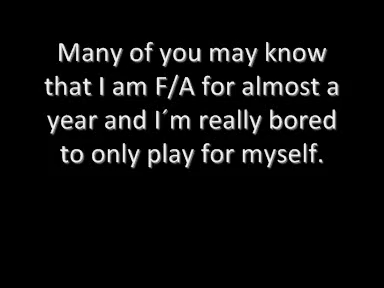 Many of you may know
that I am F/A for almost a
year and I´m really bored
to only play for myself.